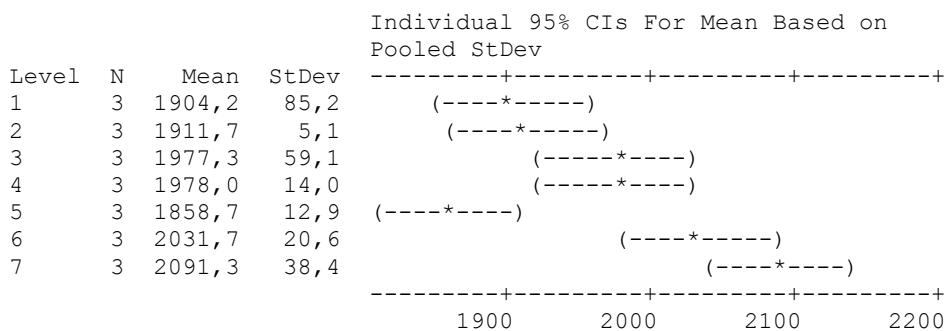 Individual 95% CIs For Mean Based on
                         Pooled StDev
Level  N    Mean  StDev  ---------+---------+---------+---------+
1      3  1904,2   85,2      (----*-----)
2      3  1911,7    5,1       (----*-----)
3      3  1977,3   59,1             (-----*----)
4      3  1978,0   14,0             (-----*----)
5      3  1858,7   12,9  (----*----)
6      3  2031,7   20,6                   (----*-----)
7      3  2091,3   38,4                         (----*----)
                         ---------+---------+---------+---------+
                               1900      2000      2100      2200